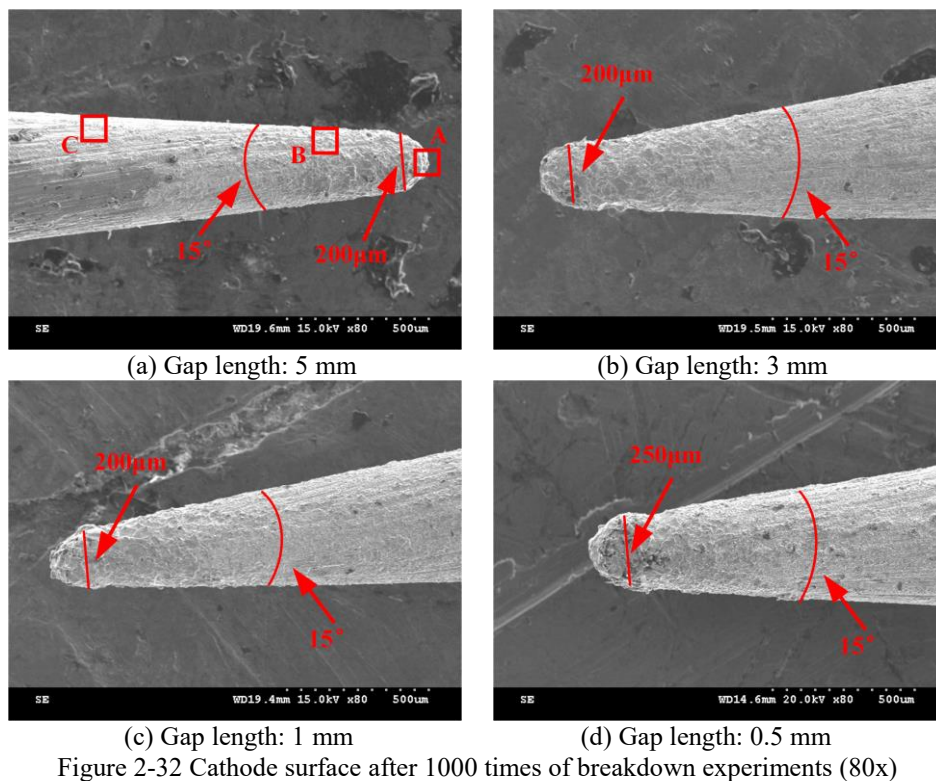 C
B
A
15°
200μm
SE WD19.6mm 15.0kV x80 500um
(a) Gap length: 5 mm
200μm
15°
SE WD19.5mm 15.0kV x80 500um
(b) Gap length: 3 mm
200μm
15°
SE WD19.4mm 15.0kV x80 500um
(c) Gap length: 1 mm
250μm
15°
SE WD14.6mm 20.0kV x80 500um
(d) Gap length: 0.5 mm
Figure 2-32 Cathode surface after 1000 times of breakdown experiments (80x)